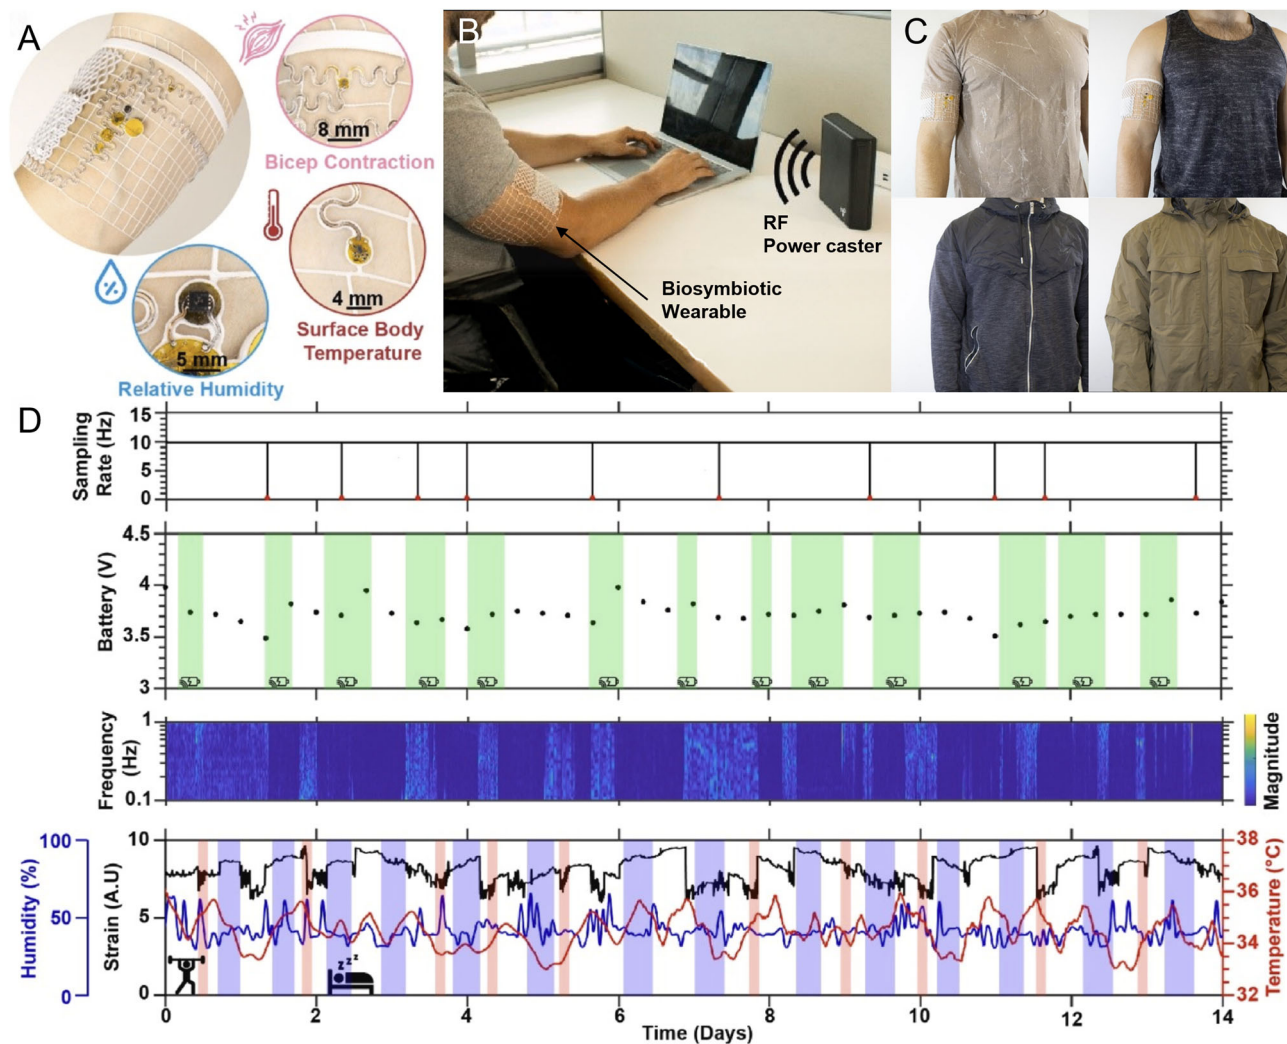 A
8 mm
Bicep Contraction
4 mm
Surface Body
Temperature
%
5 mm
Relative Humidity
B
RF
Power caster
Biosymbiotic
Wearable
C
D
Sampling
Rate (Hz)
15
10
5
0
Battery (V)
4.5
4
3.5
3
Frequency
(Hz)
1
0.1
Magnitude
Humidity (%)
100
50
0
Strain (A.U)
10
5
0
z z z
38
36
34
32
Temperature (°C)
0 2 4 6 8 10 12 14
Time (Days)